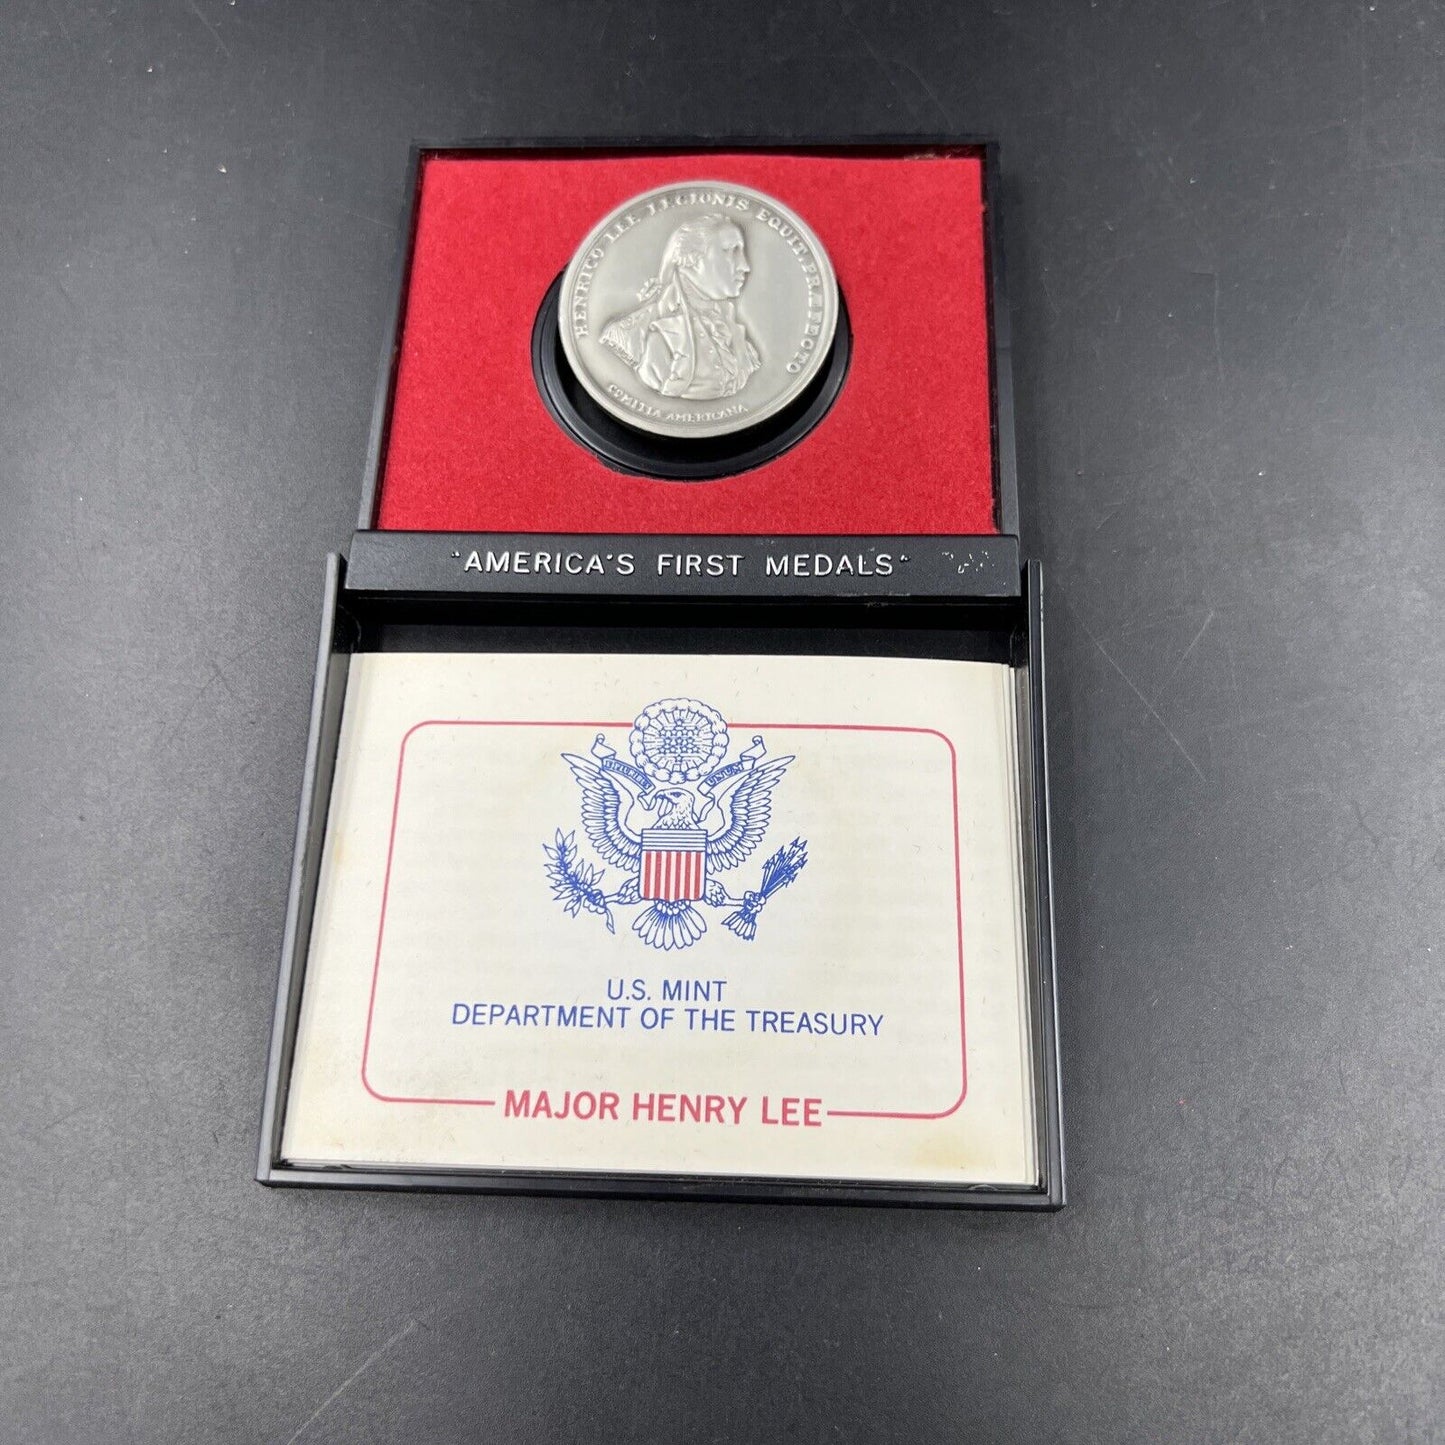 HENRICO LEE LEGIONIS EQUIT. PRAEFECTO
COMITIA AMERICANA
"AMERICA'S FIRST MEDALS"
U.S. MINT
DEPARTMENT OF THE TREASURY
MAJOR HENRY LEE